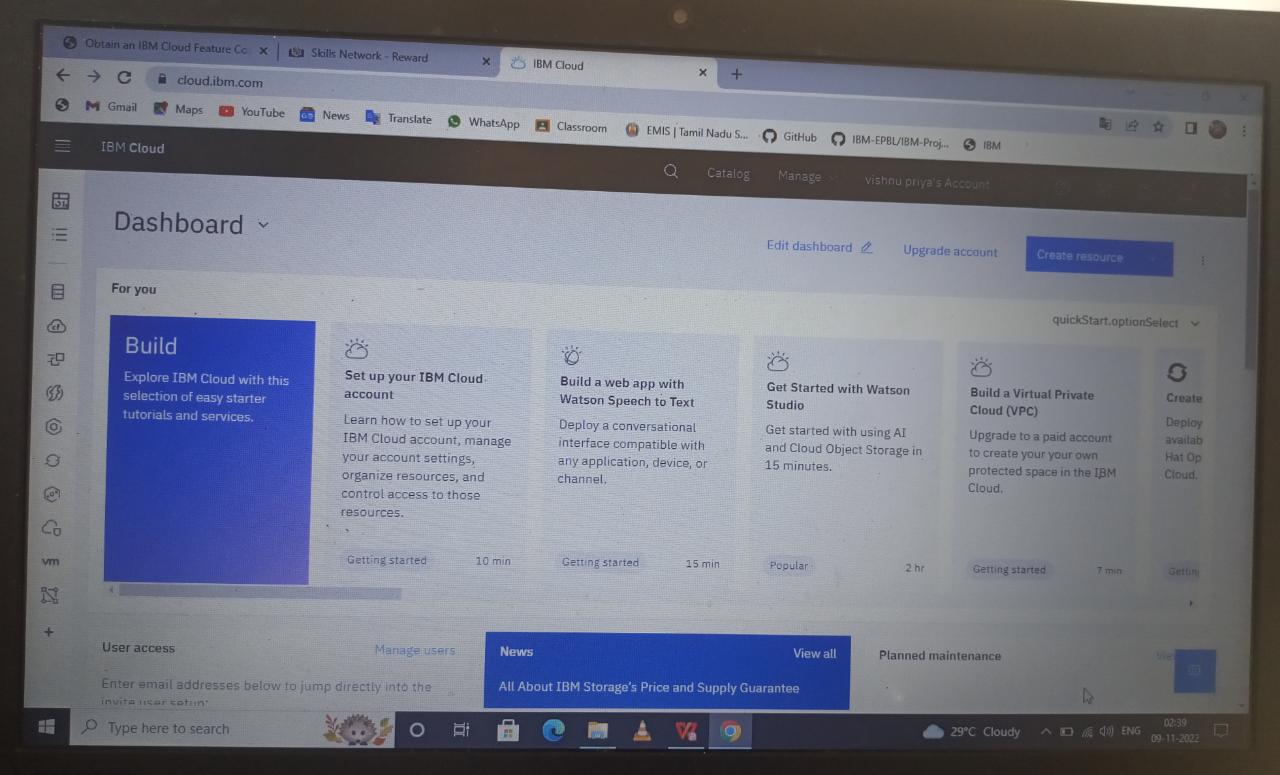 Obtain an IBM Cloud Feature Co
Skills Network - Reward
IBM Cloud
cloud.ibm.com
Gmail
Maps
YouTube
News
Translate
WhatsApp
Classroom
EMIS | Tamil Nadu S...
GitHub
IBM-EPBL/IBM-Proj...
IBM
IBM Cloud
Catalog
Manage
vishnu priya's Account
Dashboard
Edit dashboard
Upgrade account
Create resource
For you
quickStart.optionSelect
Build
Explore IBM Cloud with this
selection of easy starter
tutorials and services.
Set up your IBM Cloud
account
Learn how to set up your
IBM Cloud account, manage
your account settings,
organize resources, and
control access to those
resources.
Getting started
10 min
Build a web app with
Watson Speech to Text
Deploy a conversational
interface compatible with
any application, device, or
channel.
Getting started
15 min
Get Started with Watson
Studio
Get started with using AI
and Cloud Object Storage in
15 minutes.
Popular
2 hr
Build a Virtual Private
Cloud (VPC)
Upgrade to a paid account
to create your your own
protected space in the IBM
Cloud.
Getting started
7 min
Create
Deploy
availab
Hat Op
Cloud.
Gettin
vm
User access
Manage users
Enter email addresses below to jump directly into the
invite user setup.
News
View all
All About IBM Storage's Price and Supply Guarantee
Planned maintenance
Vie
Type here to search
29°C Cloudy
ENG
02:39
09-11-2022